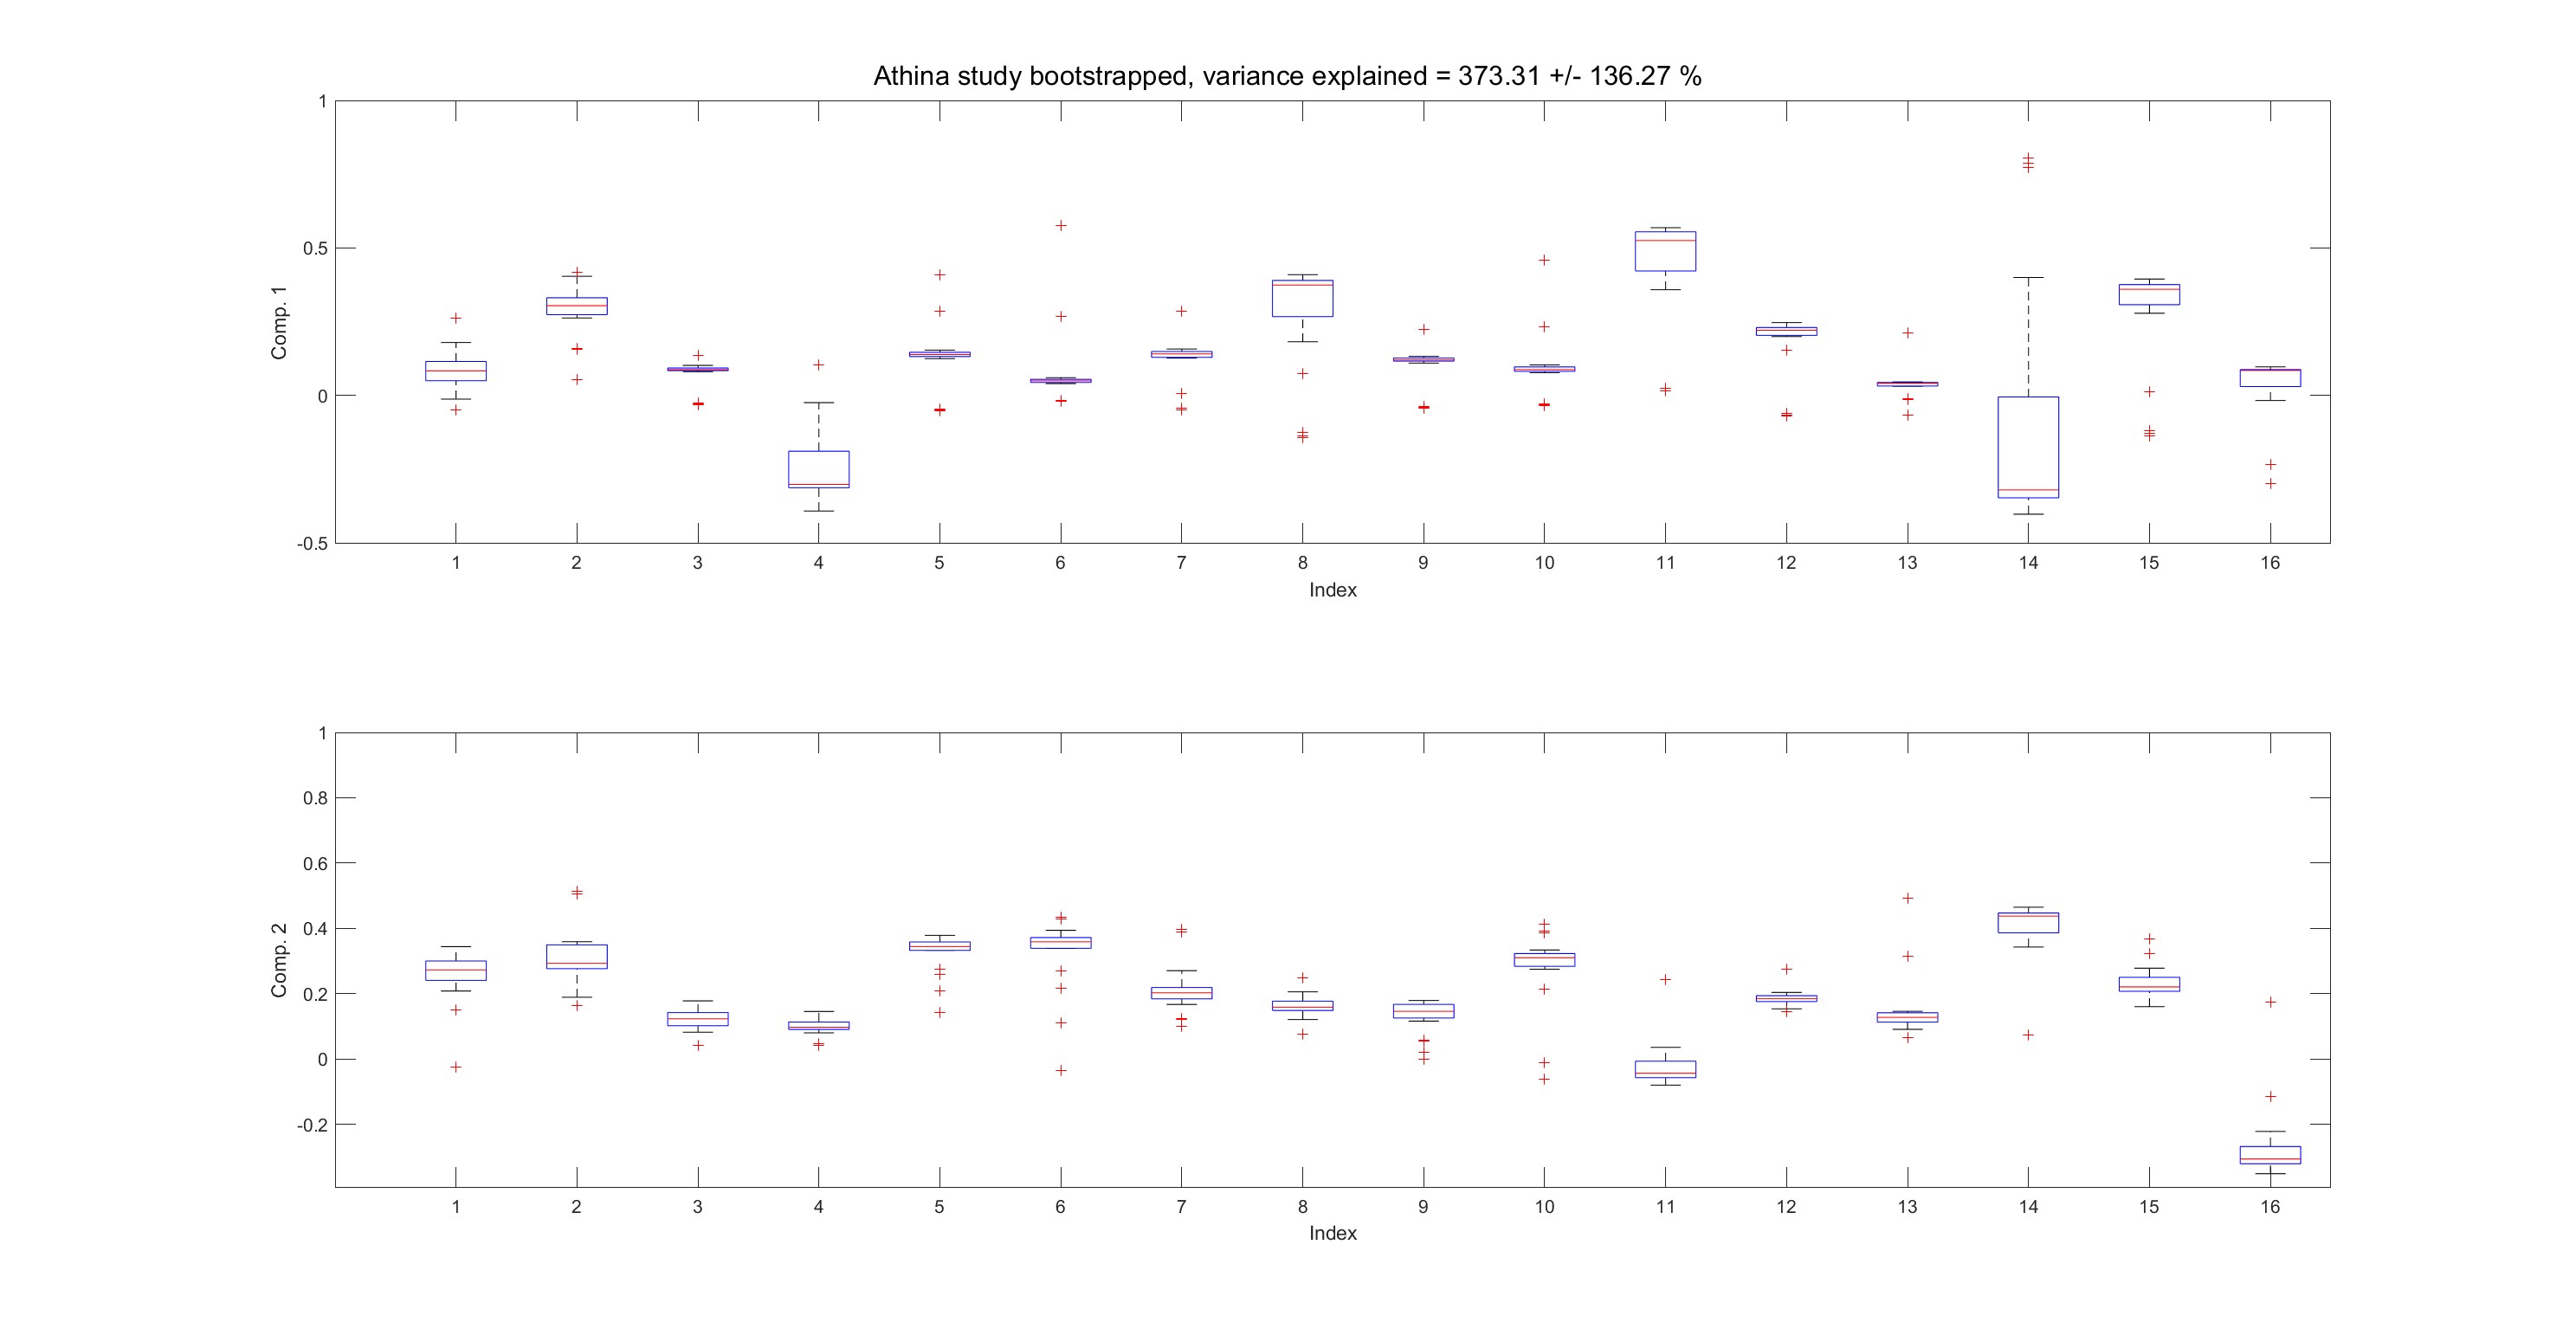 Athina study bootstrapped, variance explained = 373.31 +/- 136.27 %
1
0.5
0
-0.5
Comp. 1
1 2 3 4 5 6 7 8 9 10 11 12 13 14 15 16
Index
1
0.8
0.6
0.4
0.2
0
-0.2
Comp. 2
1 2 3 4 5 6 7 8 9 10 11 12 13 14 15 16
Index